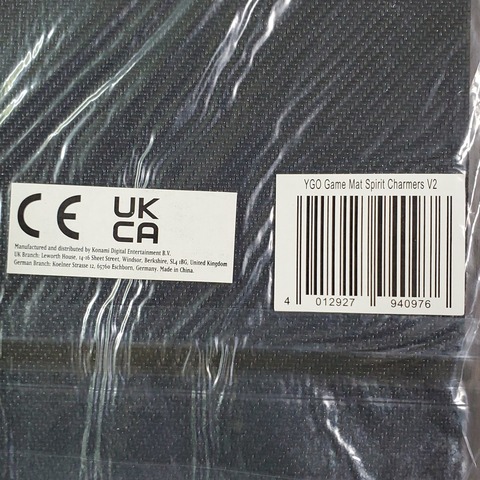 CE
UK
CA
Manufactured and distributed by Konami Digital Entertainment B.V.
UK Branch: Leworth House, 14-16 Sheet Street, Windsor, Berkshire, SL4 1BG, United Kingdom
German Branch: Koelner Strasse 12, 65760 Eschborn, Germany. Made in China.
YGO Game Mat Spirit Charmers V2
4 012927 940976